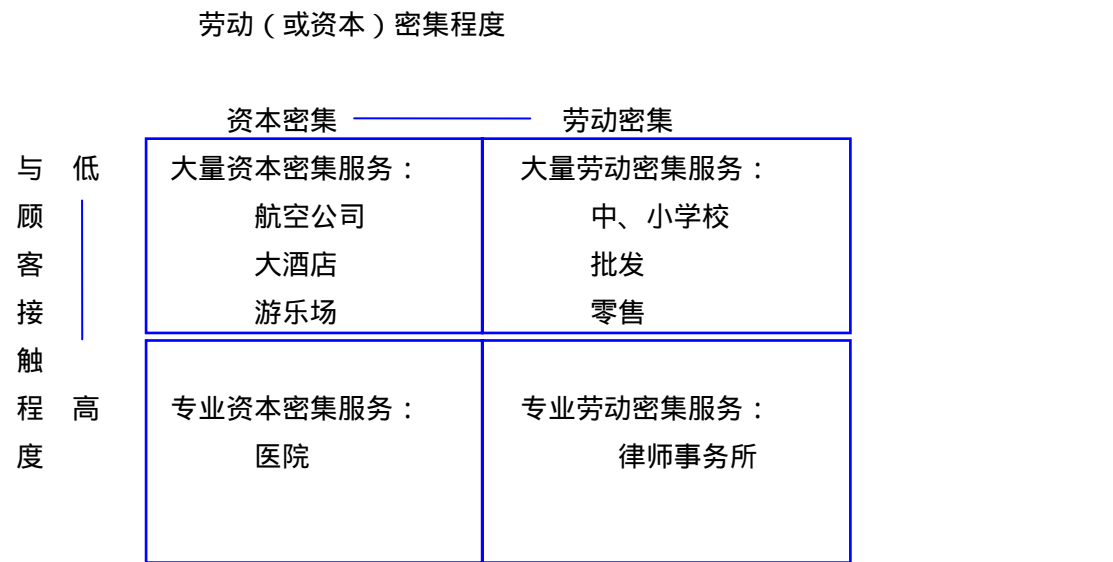 劳动（或资本）密集程度
资本密集 劳动密集
与顾客接触程度
低
高
大量资本密集服务：
航空公司
大酒店
游乐场
大量劳动密集服务：
中、小学校
批发
零售
专业资本密集服务：
医院
专业劳动密集服务：
律师事务所